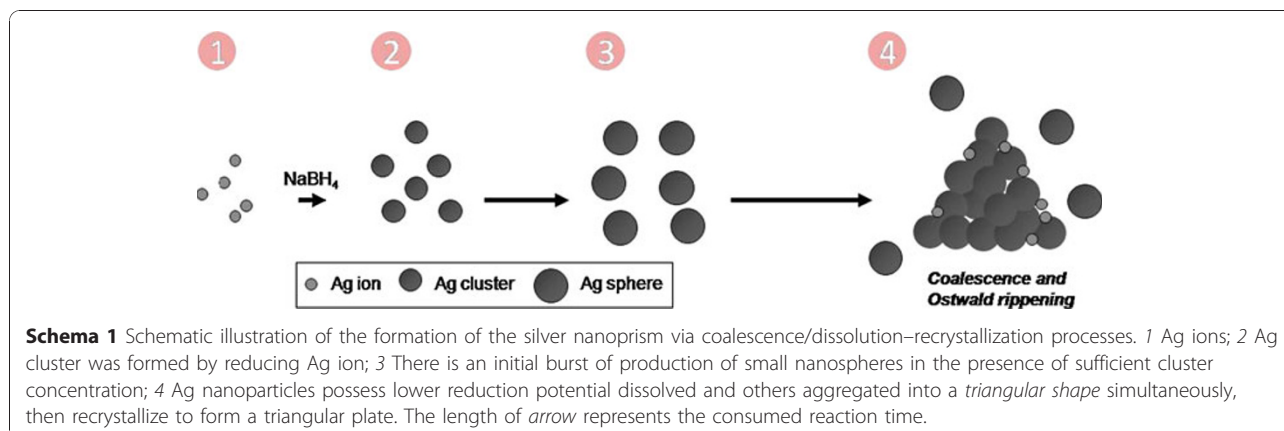 1 2 3 4
NaBH4
Ag ion Ag cluster Ag sphere
Coalescence and
Ostwald rippening
Schema 1 Schematic illustration of the formation of the silver nanoprism via coalescence/dissolution–recrystallization processes. 1 Ag ions; 2 Ag
cluster was formed by reducing Ag ion; 3 There is an initial burst of production of small nanospheres in the presence of sufficient cluster
concentration; 4 Ag nanoparticles possess lower reduction potential dissolved and others aggregated into a triangular shape simultaneously,
then recrystallize to form a triangular plate. The length of arrow represents the consumed reaction time.